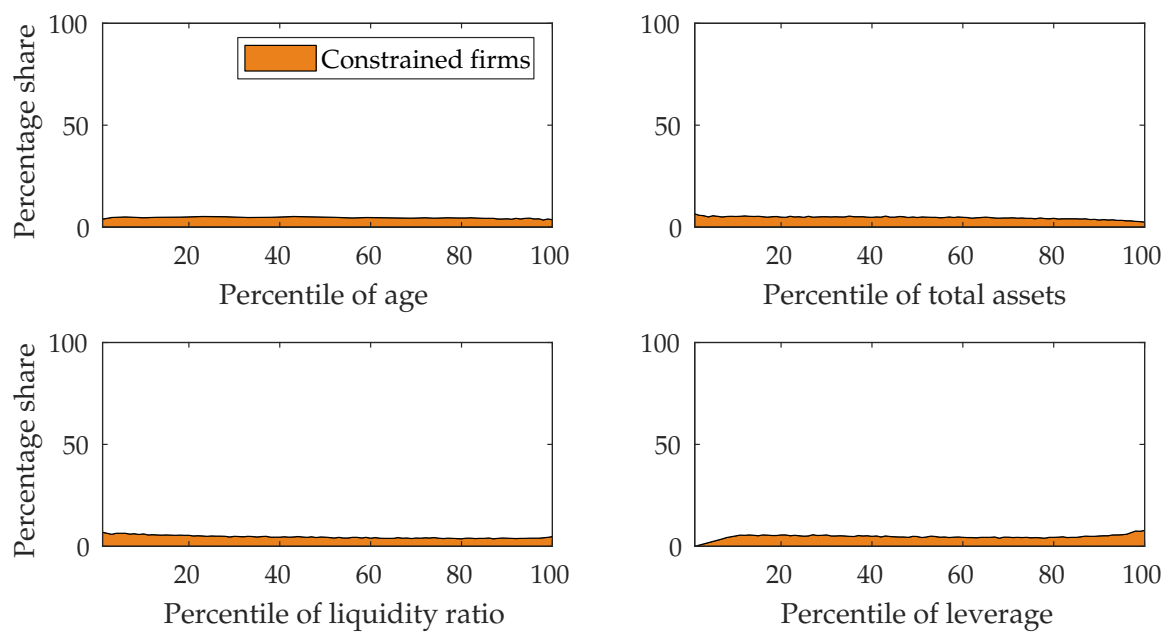 Percentage share
100
50
0
Constrained firms
20 40 60 80 100
Percentile of age
100
50
0
20 40 60 80 100
Percentile of total assets
Percentage share
100
50
0
20 40 60 80 100
Percentile of liquidity ratio
100
50
0
20 40 60 80 100
Percentile of leverage